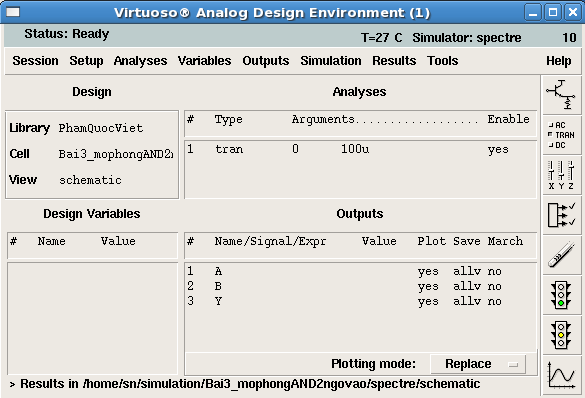 Virtuoso® Analog Design Environment (1)
Status: Ready
T=27 C Simulator: spectre 10
Session Setup Analyses Variables Outputs Simulation Results Tools Help
Design
Library PhamQuocViet
Cell Bai3_mophongAND2n
View schematic
Analyses
# Type Arguments................... Enable
1 tran 0 100u yes
AC
TRAN
DC
X Y Z
Design Variables
# Name Value
Outputs
# Name/Signal/Expr Value Plot Save March
1 A yes allv no
2 B yes allv no
3 Y yes allv no
Plotting mode: Replace
> Results in /home/sn/simulation/Bai3_mophongAND2ngovao/spectre/schematic